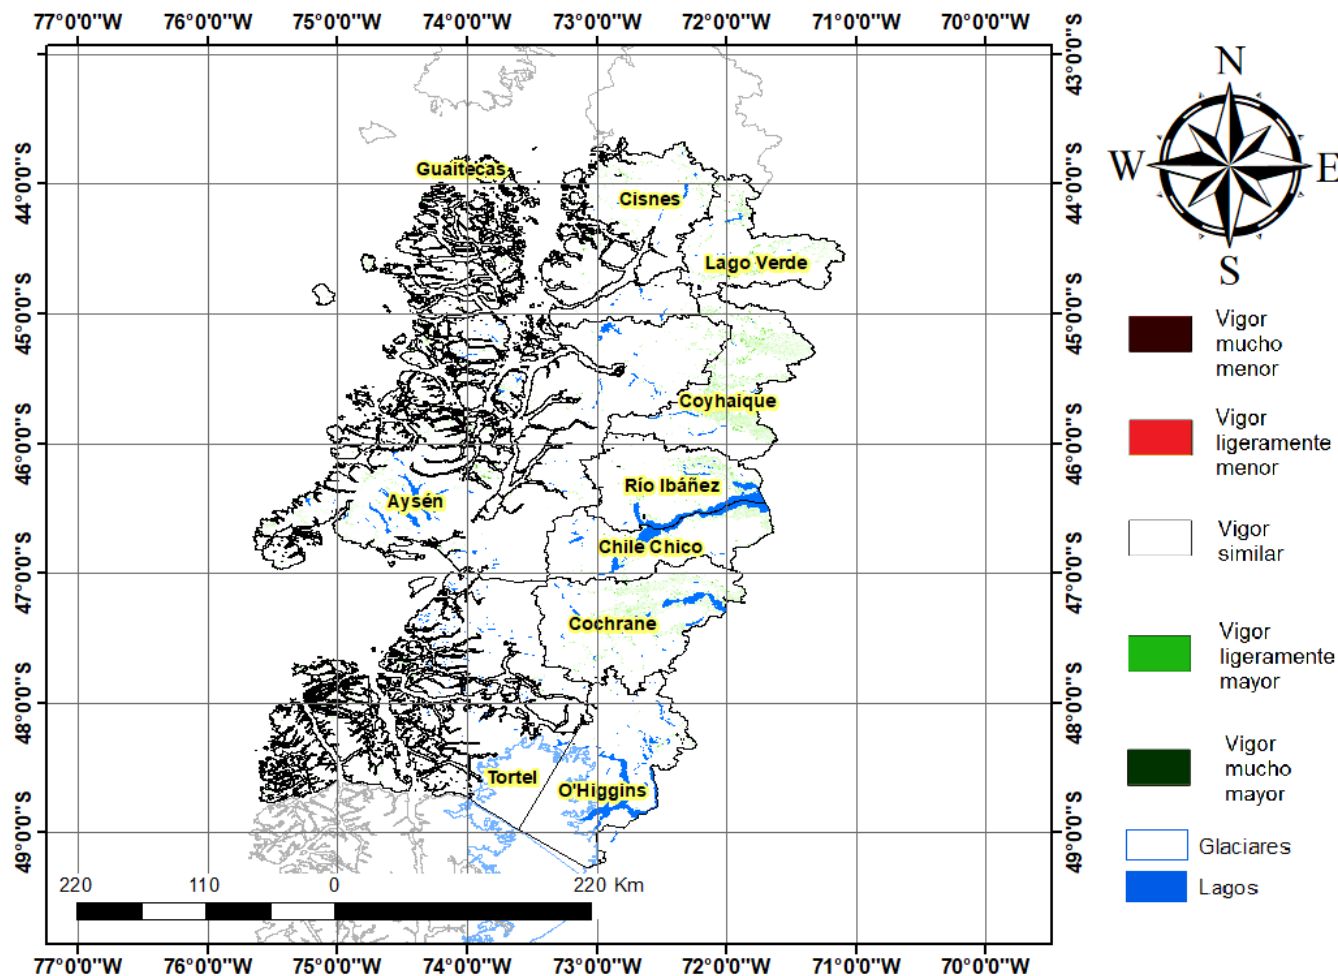 77°0'0"W 76°0'0"W 75°0'0"W 74°0'0"W 73°0'0"W 72°0'0"W 71°0'0"W 70°0'0"W
43°0'0"S
44°0'0"S
44°0'0"S
45°0'0"S
45°0'0"S
46°0'0"S
46°0'0"S
47°0'0"S
47°0'0"S
48°0'0"S
48°0'0"S
49°0'0"S
49°0'0"S
Guaitecas
Cisnes
Lago Verde
Coyhaique
Río Ibáñez
Aysén
Chile Chico
Cochrane
Tortel
O'Higgins
220 110 0 220 Km
77°0'0"W 76°0'0"W 75°0'0"W 74°0'0"W 73°0'0"W 72°0'0"W 71°0'0"W 70°0'0"W
N
W E
S
Vigor
mucho
menor
Vigor
ligeramente
menor
Vigor
similar
Vigor
ligeramente
mayor
Vigor
mucho
mayor
Glaciares
Lagos